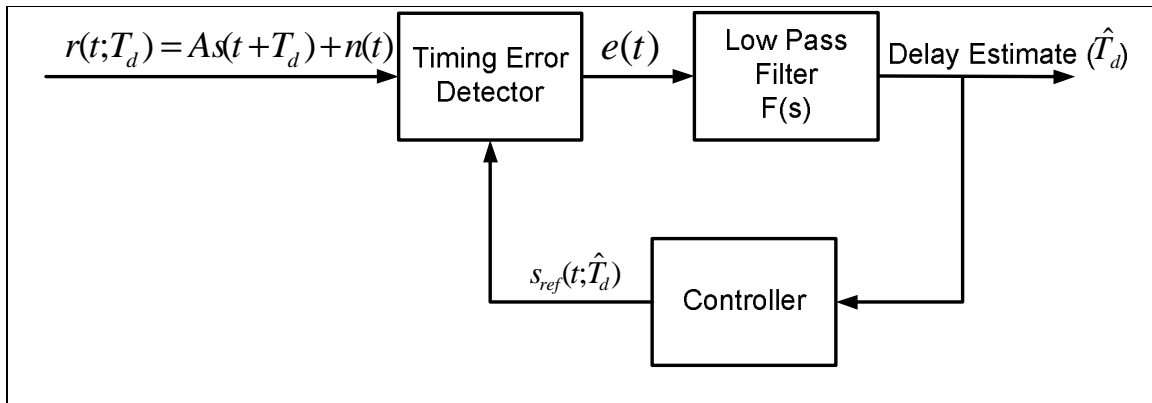 r(t;T_d) = As(t+T_d)+n(t)
Timing Error
Detector
e(t)
Low Pass
Filter
F(s)
Delay Estimate (T̂_d)
s_ref(t;T̂_d)
Controller